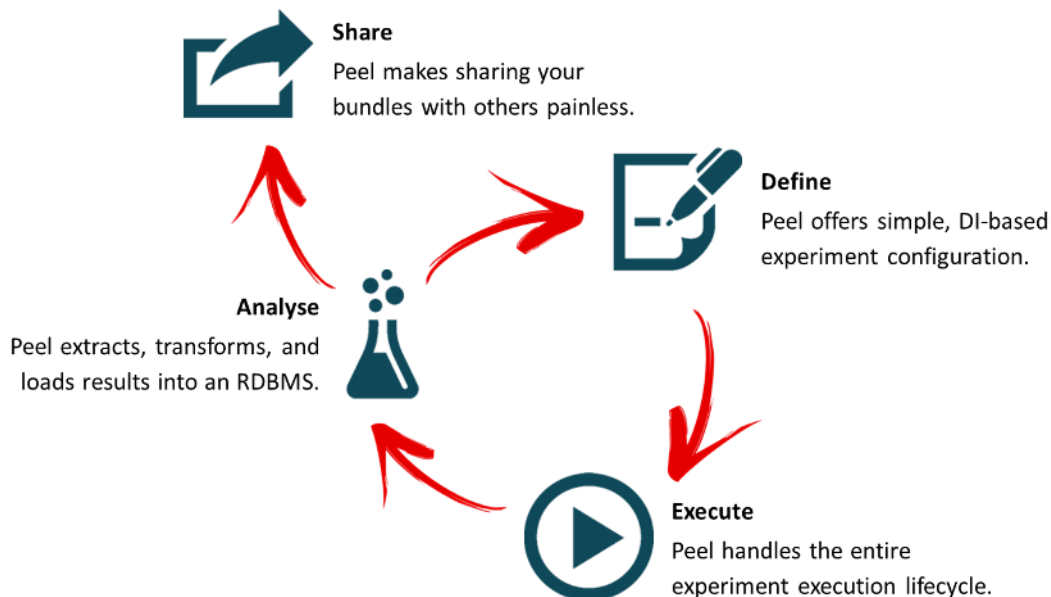 Share
Peel makes sharing your
bundles with others painless.
Define
Peel offers simple, DI-based
experiment configuration.
Analyse
Peel extracts, transforms, and
loads results into an RDBMS.
Execute
Peel handles the entire
experiment execution lifecycle.